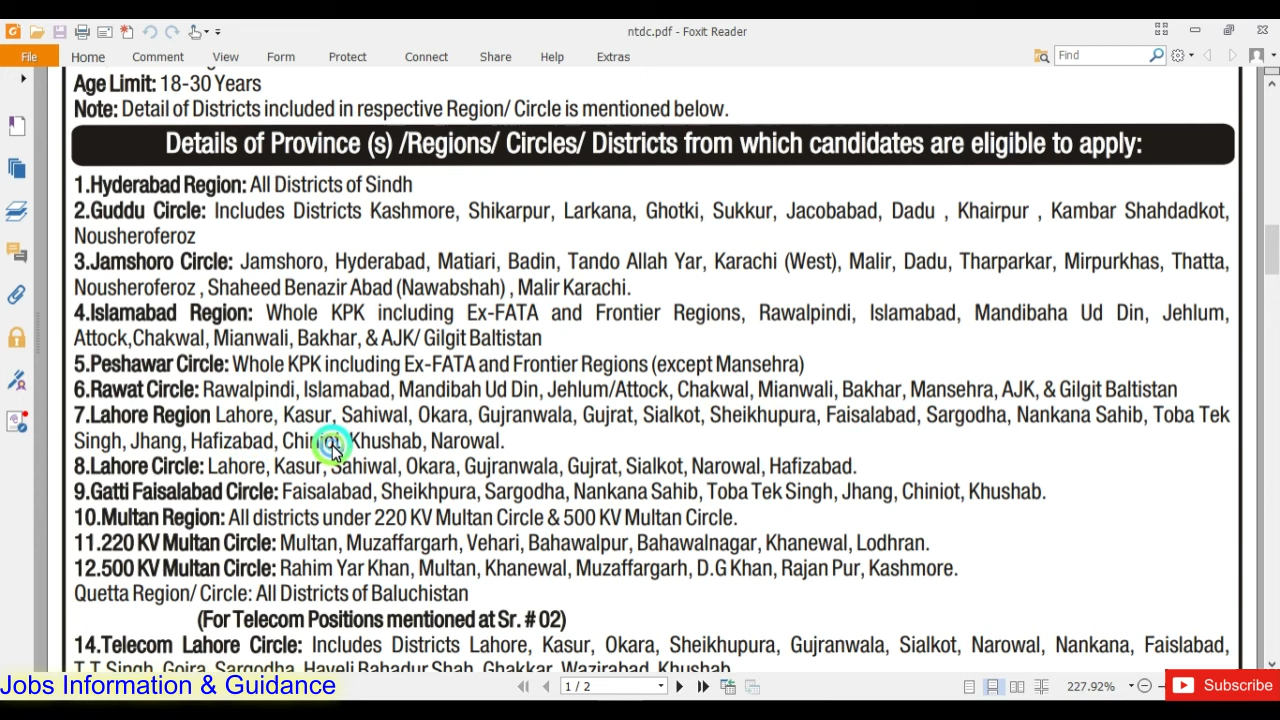 ntdc.pdf - Foxit Reader
File Home Comment View Form Protect Connect Share Help Extras Find
Age Limit: 18-30 Years
Note: Detail of Districts included in respective Region/ Circle is mentioned below.
Details of Province (s) /Regions/ Circles/ Districts from which candidates are eligible to apply:
1.Hyderabad Region: All Districts of Sindh
2.Guddu Circle: Includes Districts Kashmore, Shikarpur, Larkana, Ghotki, Sukkur, Jacobabad, Dadu , Khairpur , Kambar Shahdadkot,
Nousheroferoz
3.Jamshoro Circle: Jamshoro, Hyderabad, Matiari, Badin, Tando Allah Yar, Karachi (West), Malir, Dadu, Tharparkar, Mirpurkhas, Thatta,
Nousheroferoz , Shaheed Benazir Abad (Nawabshah) , Malir Karachi.
4.Islamabad Region: Whole KPK including Ex-FATA and Frontier Regions, Rawalpindi, Islamabad, Mandibaha Ud Din, Jehlum,
Attock,Chakwal, Mianwali, Bakhar, & AJK/ Gilgit Baltistan
5.Peshawar Circle: Whole KPK including Ex-FATA and Frontier Regions (except Mansehra)
6.Rawat Circle: Rawalpindi, Islamabad, Mandibah Ud Din, Jehlum/Attock, Chakwal, Mianwali, Bakhar, Mansehra, AJK, & Gilgit Baltistan
7.Lahore Region Lahore, Kasur, Sahiwal, Okara, Gujranwala, Gujrat, Sialkot, Sheikhupura, Faisalabad, Sargodha, Nankana Sahib, Toba Tek
Singh, Jhang, Hafizabad, Chiniot, Khushab, Narowal.
8.Lahore Circle: Lahore, Kasur, Sahiwal, Okara, Gujranwala, Gujrat, Sialkot, Narowal, Hafizabad.
9.Gatti Faisalabad Circle: Faisalabad, Sheikhpura, Sargodha, Nankana Sahib, Toba Tek Singh, Jhang, Chiniot, Khushab.
10.Multan Region: All districts under 220 KV Multan Circle & 500 KV Multan Circle.
11.220 KV Multan Circle: Multan, Muzaffargarh, Vehari, Bahawalpur, Bahawalnagar, Khanewal, Lodhran.
12.500 KV Multan Circle: Rahim Yar Khan, Multan, Khanewal, Muzaffargarh, D.G Khan, Rajan Pur, Kashmore.
Quetta Region/ Circle: All Districts of Baluchistan
(For Telecom Positions mentioned at Sr. # 02)
14.Telecom Lahore Circle: Includes Districts Lahore, Kasur, Okara, Sheikhupura, Gujranwala, Sialkot, Narowal, Nankana, Faislabad,
T.T Singh, Gojra, Sargodha, Haveli Bahadur Shah, Ghakkar, Wazirabad, Khushab
Jobs Information & Guidance
1 / 2
227.92%
Subscribe